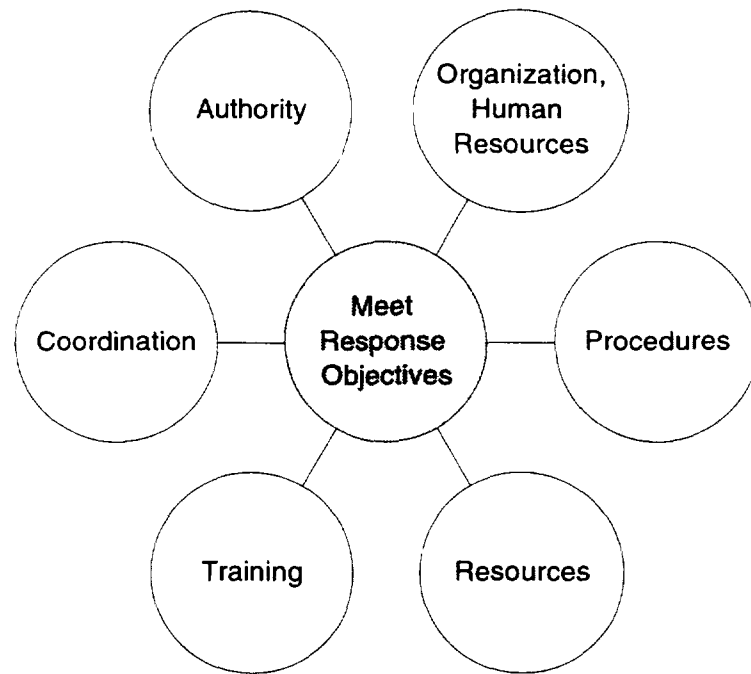 Authority
Organization,
Human
Resources
Coordination
Meet
Response
Objectives
Procedures
Training
Resources